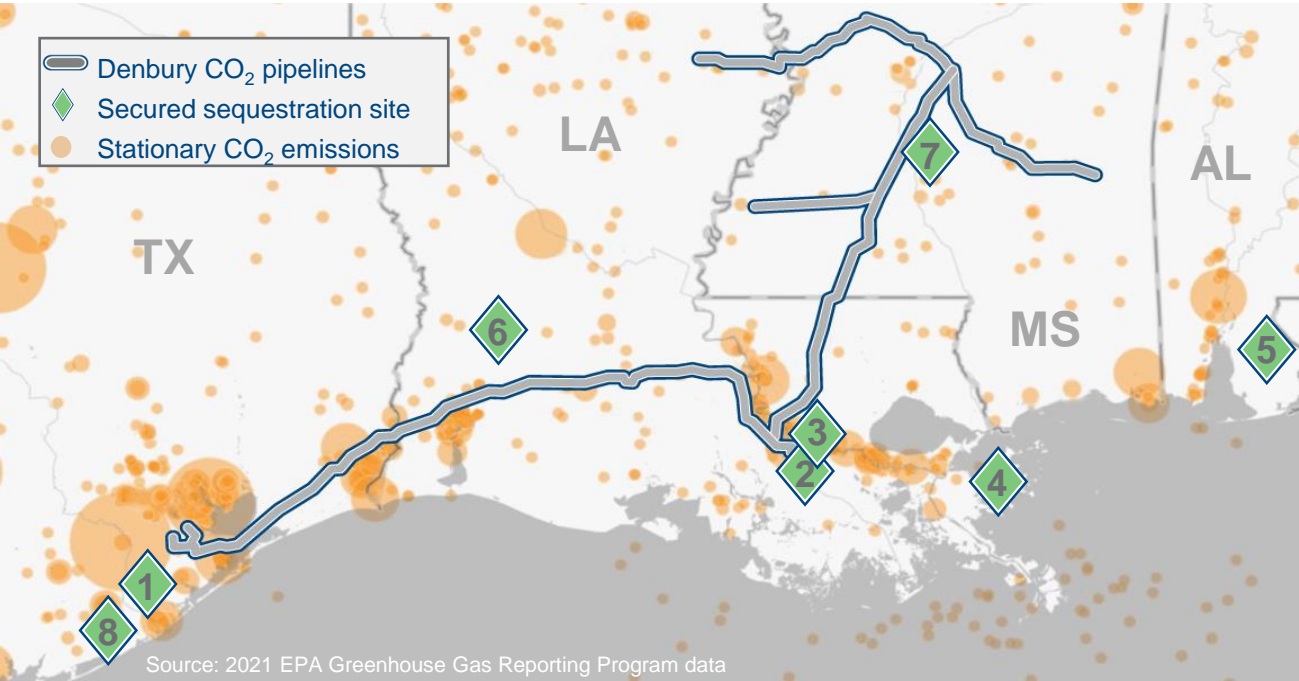 Denbury CO₂ pipelines
Secured sequestration site
Stationary CO₂ emissions
LA
AL
7
TX
6
MS
5
3
2
4
1
8
Source: 2021 EPA Greenhouse Gas Reporting Program data